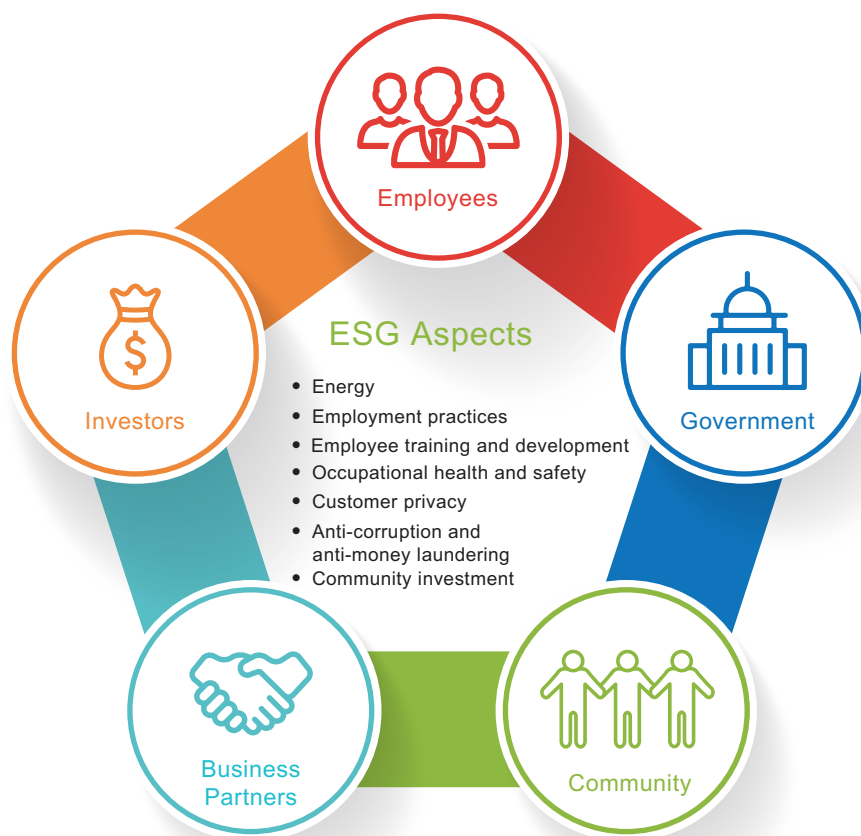 Employees
ESG Aspects
• Energy
• Employment practices
• Employee training and development
• Occupational health and safety
• Customer privacy
• Anti-corruption and
anti-money laundering
• Community investment
Investors
$
Government
Business
Partners
Community